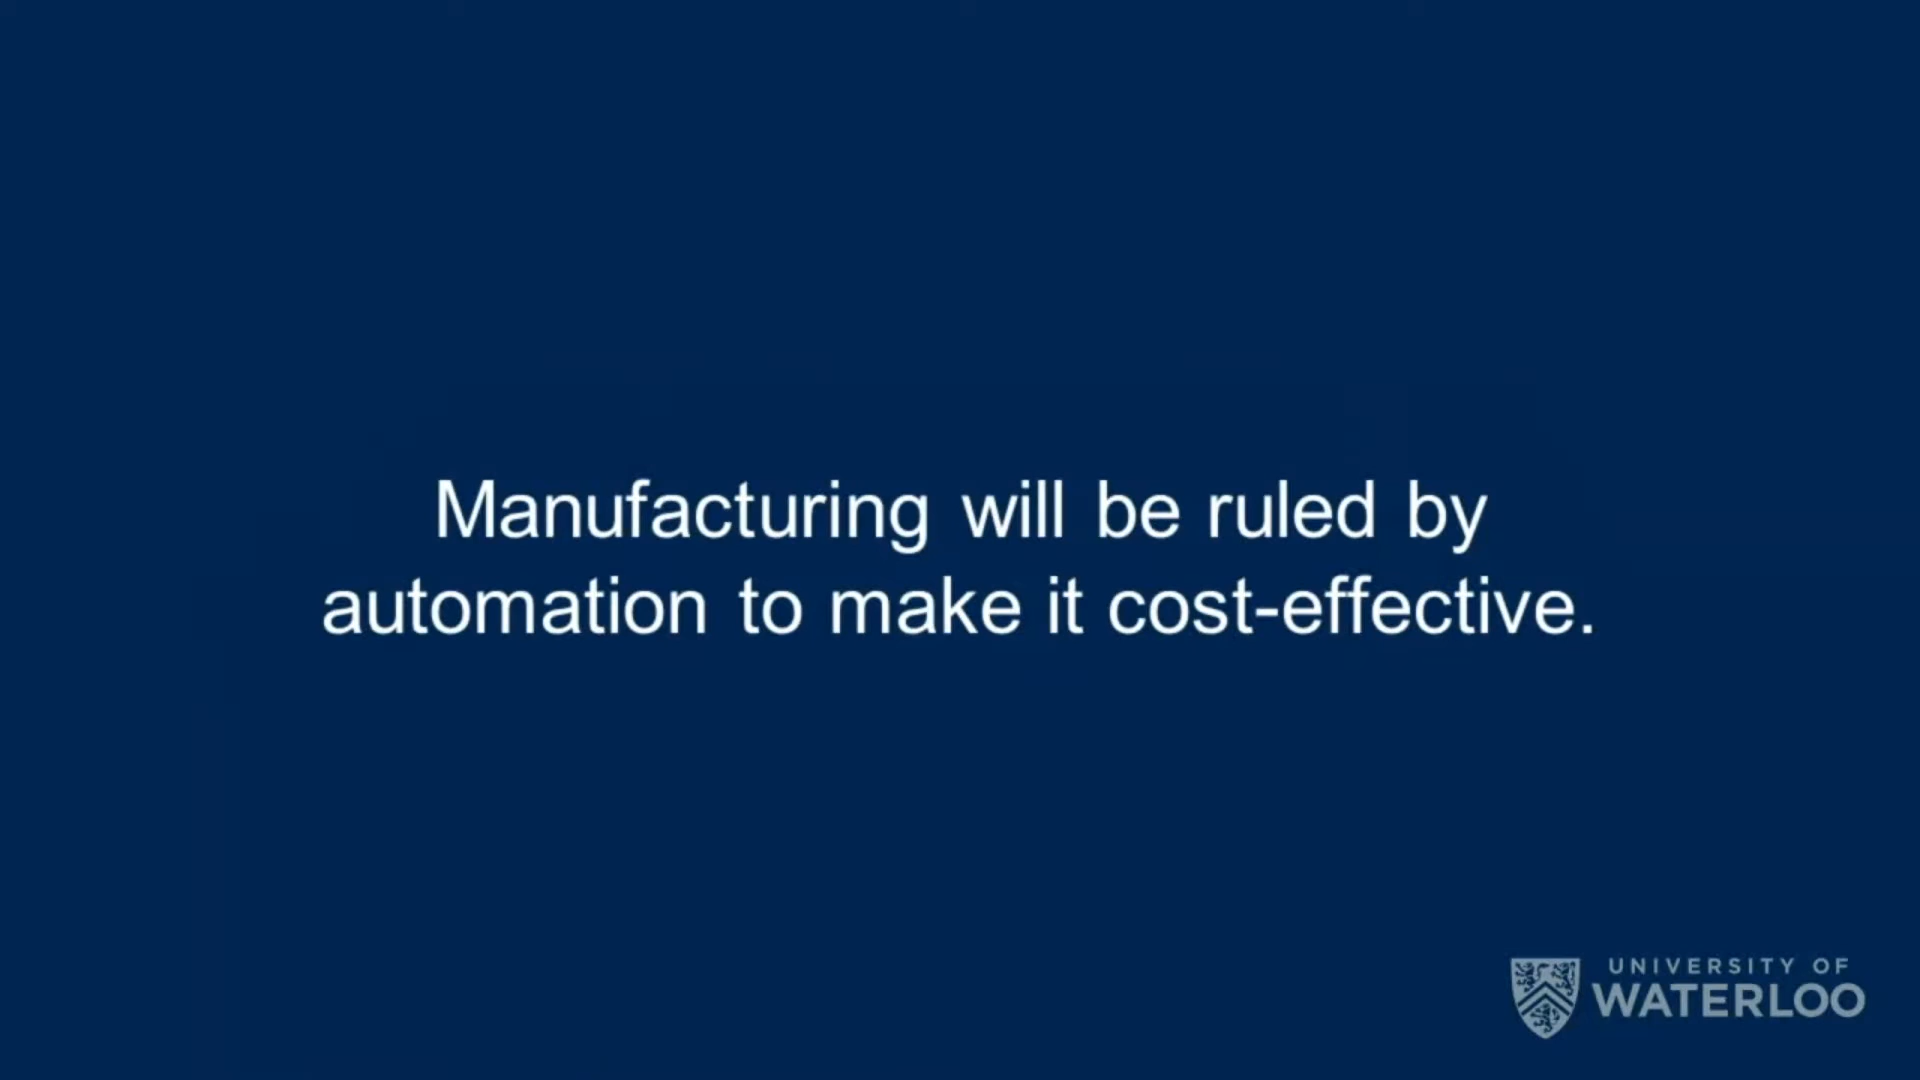 Manufacturing will be ruled by
automation to make it cost-effective.
UNIVERSITY OF
WATERLOO